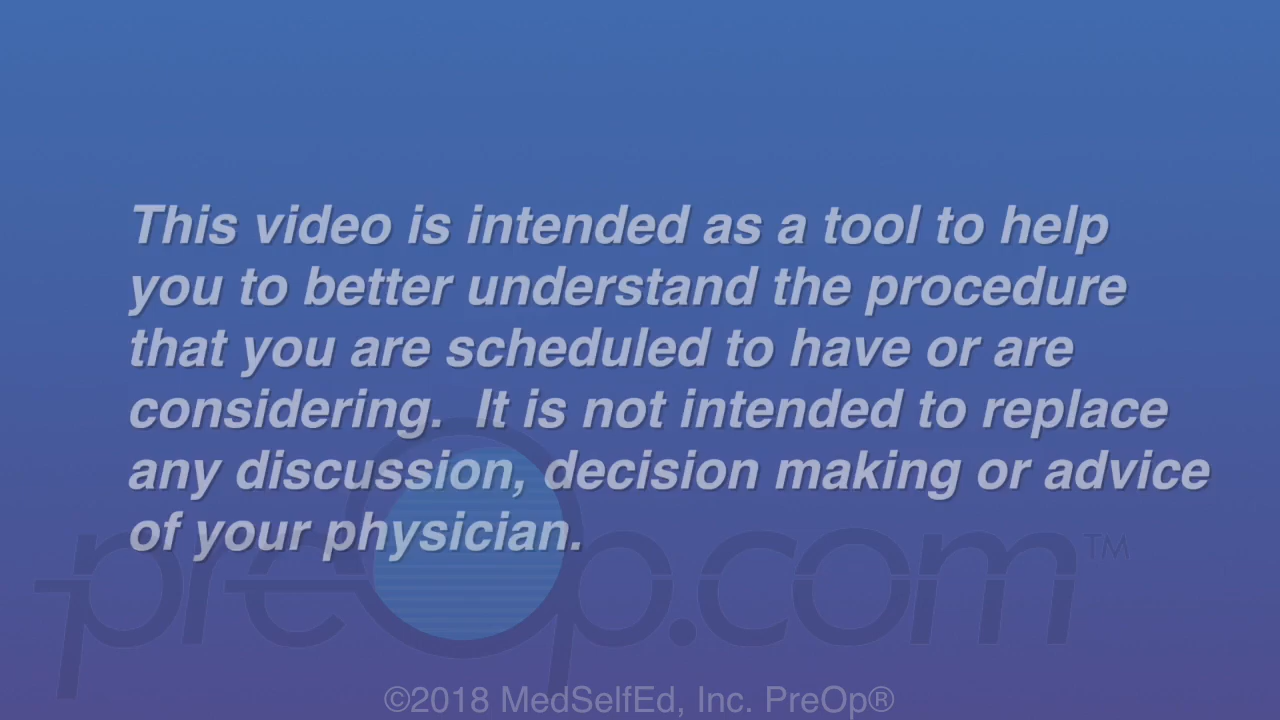 This video is intended as a tool to help
you to better understand the procedure
that you are scheduled to have or are
considering.  It is not intended to replace
any discussion, decision making or advice
of your physician.
preOp.com™
©2018 MedSelfEd, Inc. PreOp®